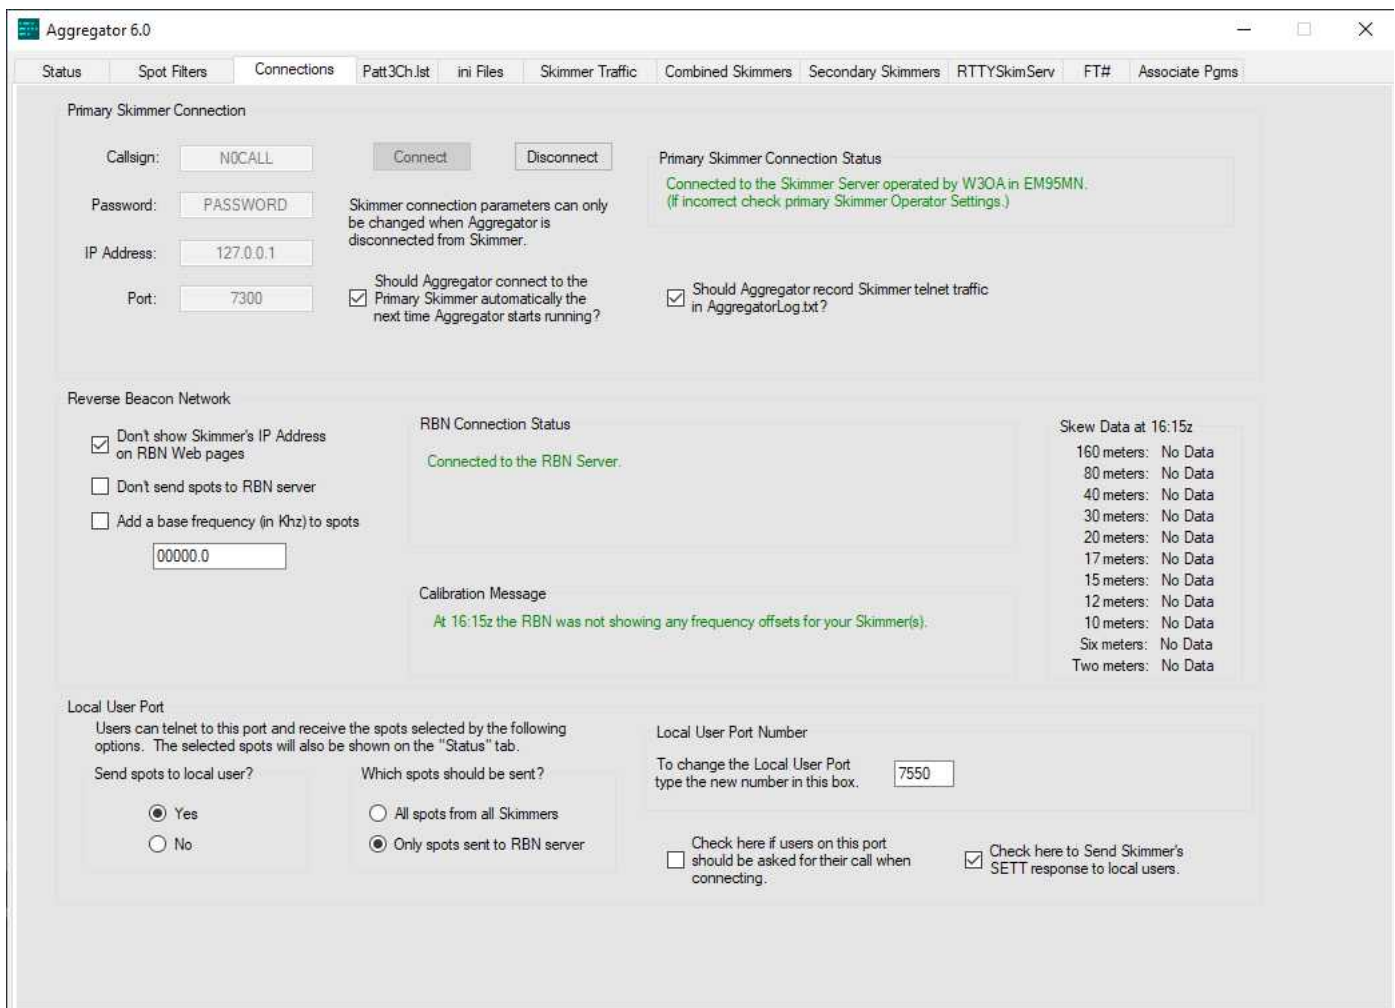 Aggregator 6.0
Status Spot Filters Connections Patt3Ch.lst ini Files Skimmer Traffic Combined Skimmers Secondary Skimmers RTTYSkimServ FT# Associate Pgms
Primary Skimmer Connection
Callsign: N0CALL
Connect Disconnect
Password: PASSWORD
IP Address: 127.0.0.1
Port: 7300
Skimmer connection parameters can only
be changed when Aggregator is
disconnected from Skimmer.
Should Aggregator connect to the
Primary Skimmer automatically the
next time Aggregator starts running?
Primary Skimmer Connection Status
Connected to the Skimmer Server operated by W3OA in EM95MN.
(If incorrect check primary Skimmer Operator Settings.)
Should Aggregator record Skimmer telnet traffic
in AggregatorLog.txt?
Reverse Beacon Network
Don't show Skimmer's IP Address
on RBN Web pages
Don't send spots to RBN server
Add a base frequency (in Khz) to spots
00000.0
RBN Connection Status
Connected to the RBN Server.
Calibration Message
At 16:15z the RBN was not showing any frequency offsets for your Skimmer(s).
Skew Data at 16:15z
160 meters: No Data
80 meters: No Data
40 meters: No Data
30 meters: No Data
20 meters: No Data
17 meters: No Data
15 meters: No Data
12 meters: No Data
10 meters: No Data
Six meters: No Data
Two meters: No Data
Local User Port
Users can telnet to this port and receive the spots selected by the following
options. The selected spots will also be shown on the "Status" tab.
Send spots to local user?
Yes
No
Which spots should be sent?
All spots from all Skimmers
Only spots sent to RBN server
Local User Port Number
To change the Local User Port
type the new number in this box.
7550
Check here if users on this port
should be asked for their call when
connecting.
Check here to Send Skimmer's
SETT response to local users.